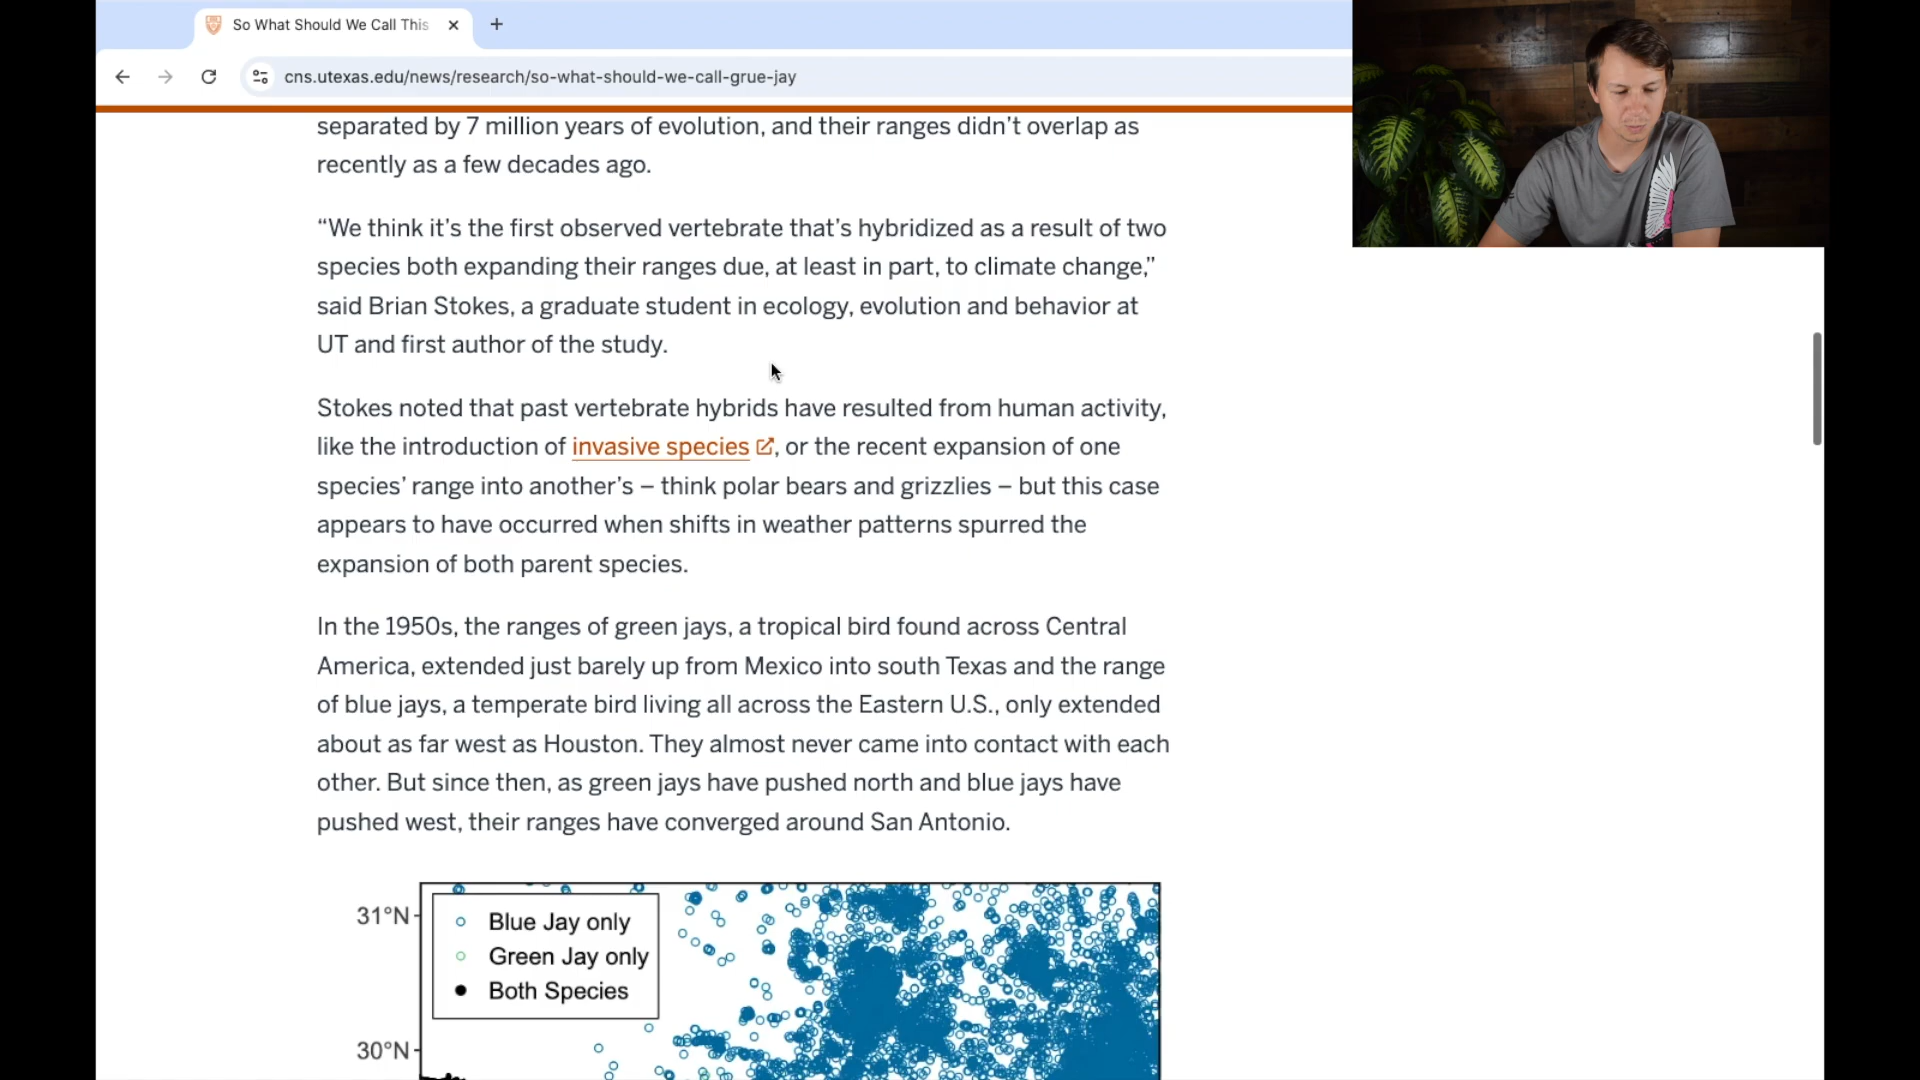 So What Should We Call This
cns.utexas.edu/news/research/so-what-should-we-call-grue-jay
separated by 7 million years of evolution, and their ranges didn’t overlap as
recently as a few decades ago.
“We think it’s the first observed vertebrate that’s hybridized as a result of two
species both expanding their ranges due, at least in part, to climate change,”
said Brian Stokes, a graduate student in ecology, evolution and behavior at
UT and first author of the study.
Stokes noted that past vertebrate hybrids have resulted from human activity,
like the introduction of invasive species, or the recent expansion of one
species’ range into another’s – think polar bears and grizzlies – but this case
appears to have occurred when shifts in weather patterns spurred the
expansion of both parent species.
In the 1950s, the ranges of green jays, a tropical bird found across Central
America, extended just barely up from Mexico into south Texas and the range
of blue jays, a temperate bird living all across the Eastern U.S., only extended
about as far west as Houston. They almost never came into contact with each
other. But since then, as green jays have pushed north and blue jays have
pushed west, their ranges have converged around San Antonio.
31°N
Blue Jay only
Green Jay only
Both Species
30°N